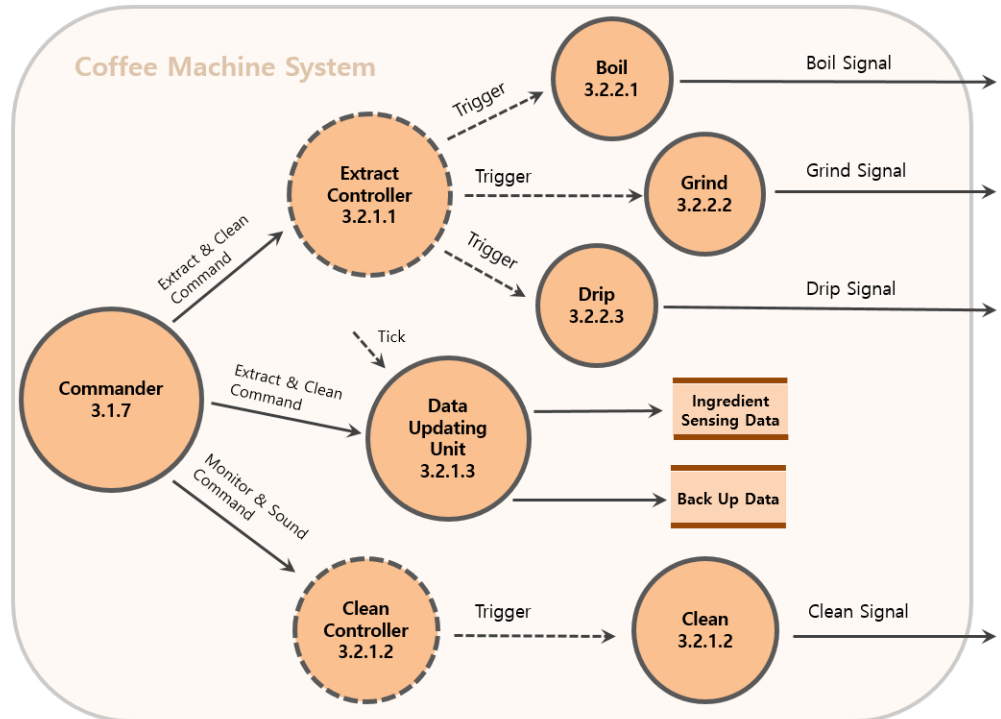 Coffee Machine System
Boil
3.2.2.1
Boil Signal
Trigger
Extract
Controller
3.2.1.1
Trigger
Grind
3.2.2.2
Grind Signal
Trigger
Drip
3.2.2.3
Drip Signal
Extract & Clean
Command
Tick
Commander
3.1.7
Extract & Clean
Command
Data
Updating
Unit
3.2.1.3
Ingredient
Sensing Data
Back Up Data
Monitor & Sound
Command
Clean
Controller
3.2.1.2
Trigger
Clean
3.2.1.2
Clean Signal